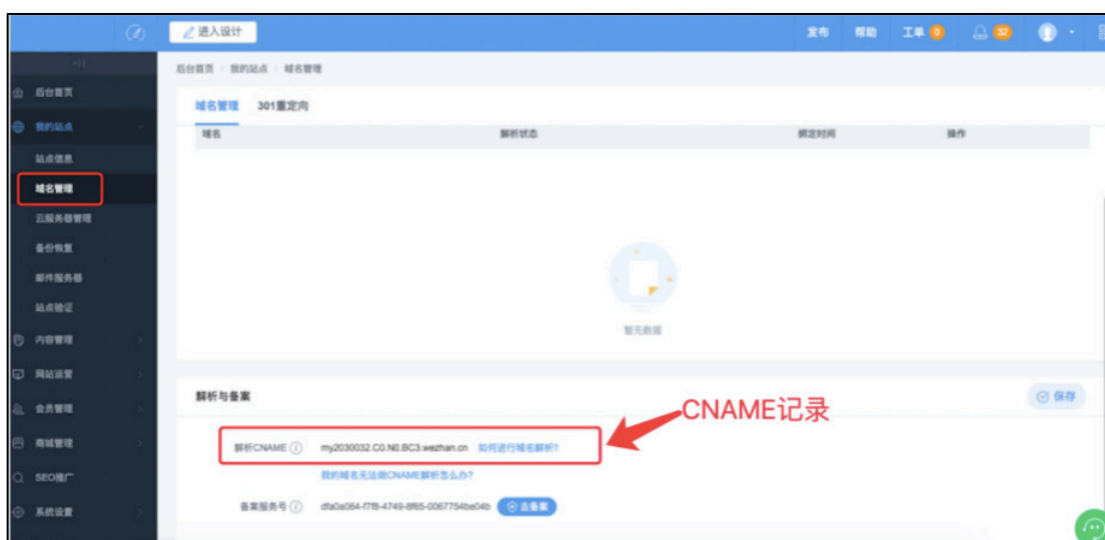 进入设计
发布 帮助 工单 0 32
后台首页 > 我的站点 > 域名管理
后台首页
我的站点
站点信息
域名管理
云服务器管理
备份恢复
邮件服务器
站点验证
内容管理
网站运营
会员管理
商城管理
SEO推广
系统设置
域名管理 301重定向
域名 解析状态 绑定时间 操作
暂无数据
解析与备案
保存
CNAME记录
解析CNAME my2030032.C0.N0.BC3.wezhan.cn 如何进行域名解析?
我的域名无法做CNAME解析怎么办?
备案服务号 dfa0a064-f7f8-4749-8f65-0067754be04b 去备案